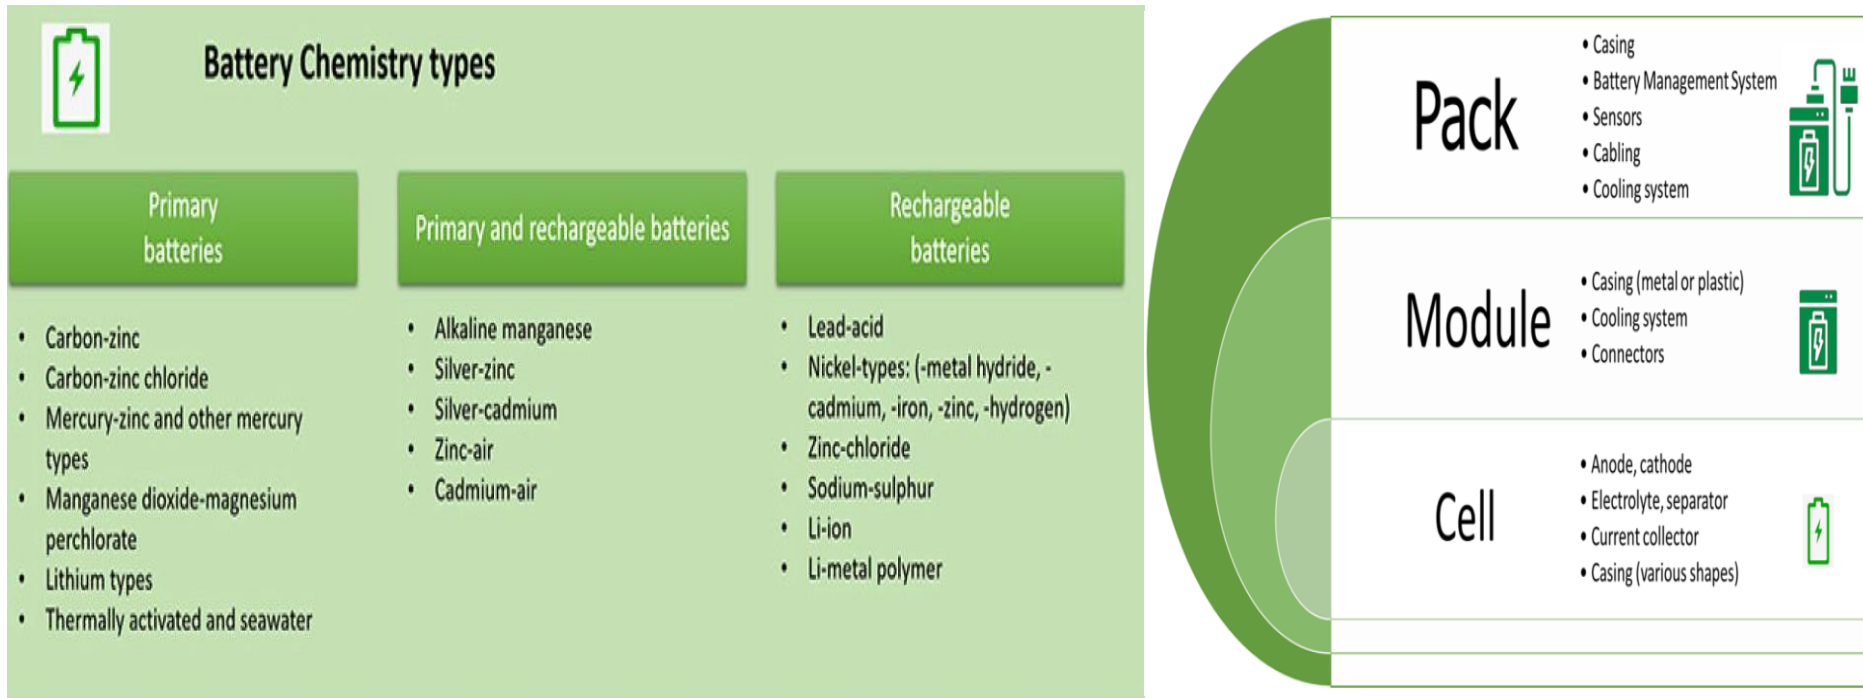 Battery Chemistry types
Primary
batteries
• Carbon-zinc
• Carbon-zinc chloride
• Mercury-zinc and other mercury
types
• Manganese dioxide-magnesium
perchlorate
• Lithium types
• Thermally activated and seawater
Primary and rechargeable batteries
• Alkaline manganese
• Silver-zinc
• Silver-cadmium
• Zinc-air
• Cadmium-air
Rechargeable
batteries
• Lead-acid
• Nickel-types: (-metal hydride, -
cadmium, -iron, -zinc, -hydrogen)
• Zinc-chloride
• Sodium-sulphur
• Li-ion
• Li-metal polymer
Pack
• Casing
• Battery Management System
• Sensors
• Cabling
• Cooling system
Module
• Casing (metal or plastic)
• Cooling system
• Connectors
Cell
• Anode, cathode
• Electrolyte, separator
• Current collector
• Casing (various shapes)